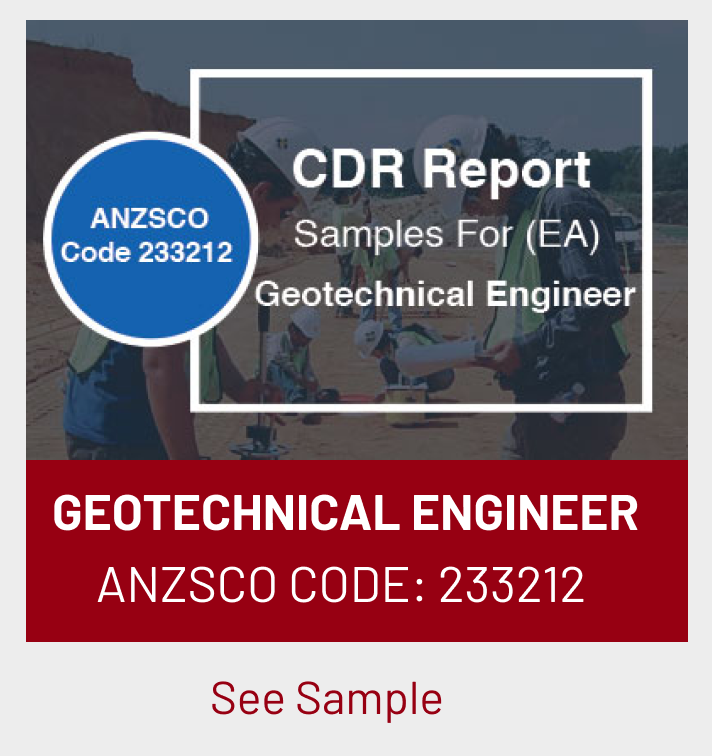 ANZSCO
Code 233212
CDR Report
Samples For (EA)
Geotechnical Engineer
GEOTECHNICAL ENGINEER
ANZSCO CODE: 233212
See Sample